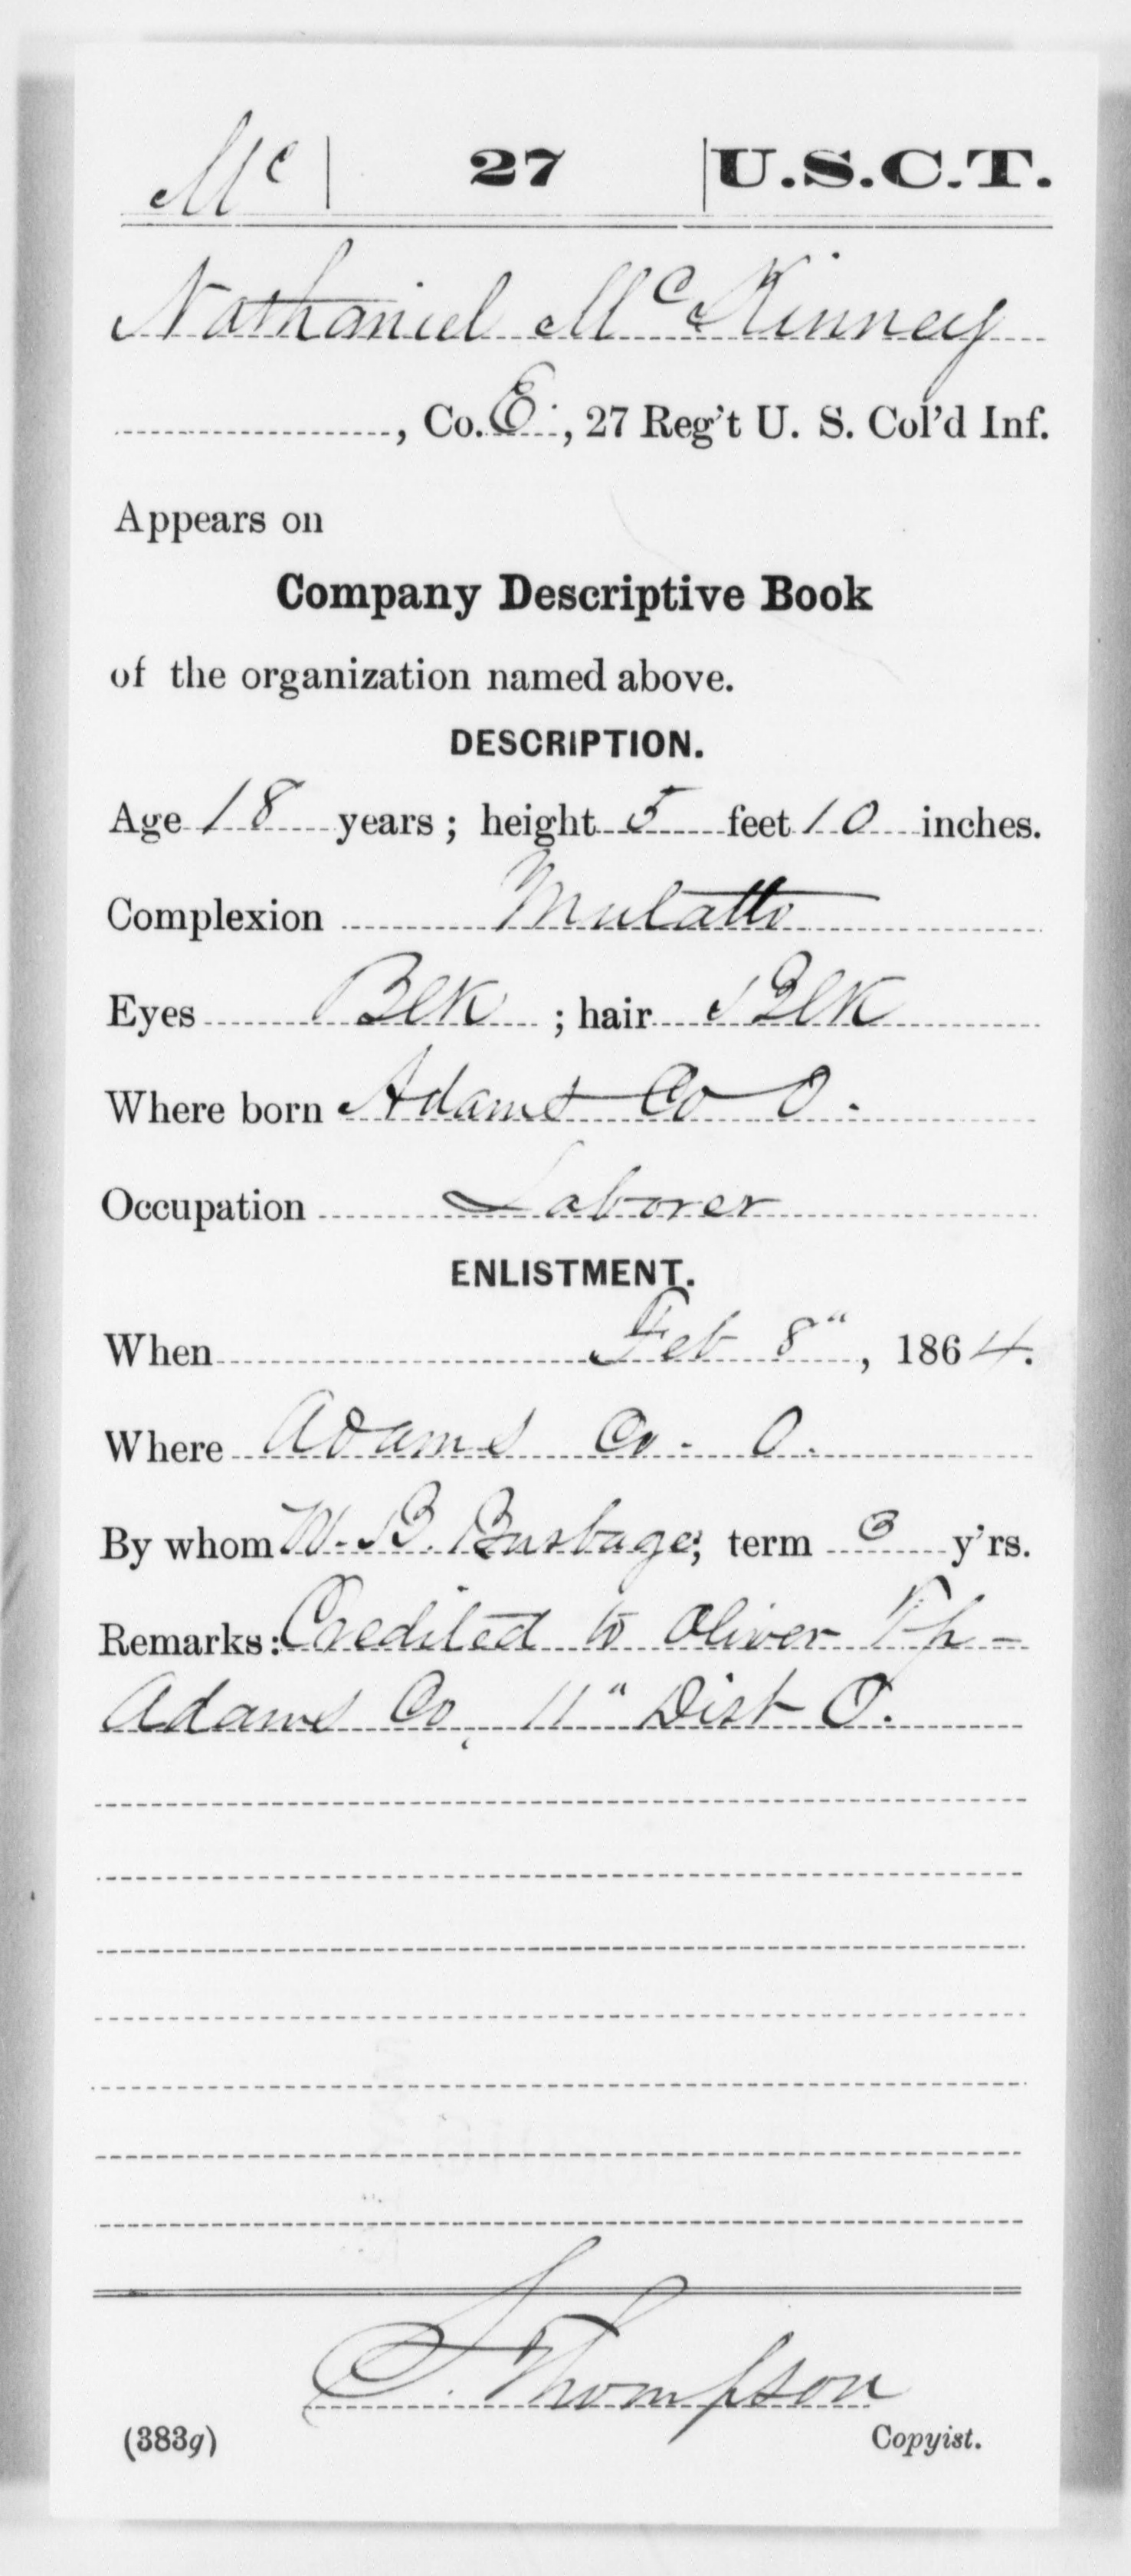 Mc | 27 | U.S.C.T.
Nathaniel McKinney
, Co. E., 27 Reg't U. S. Col'd Inf.
Appears on
Company Descriptive Book
of the organization named above.
DESCRIPTION.
Age 18 years; height 5 feet 10 inches.
Complexion Mulatto
Eyes Blk ; hair Blk
Where born Adams Co O.
Occupation Laborer
ENLISTMENT.
When Feb 8", 1864.
Where Adams Co. O.
By whom W. B. Burbage; term 3 y'rs.
Remarks: Credited to Oliver Tp -
Adams Co, 11" Dist O.
S. Thompson
(383g) Copyist.